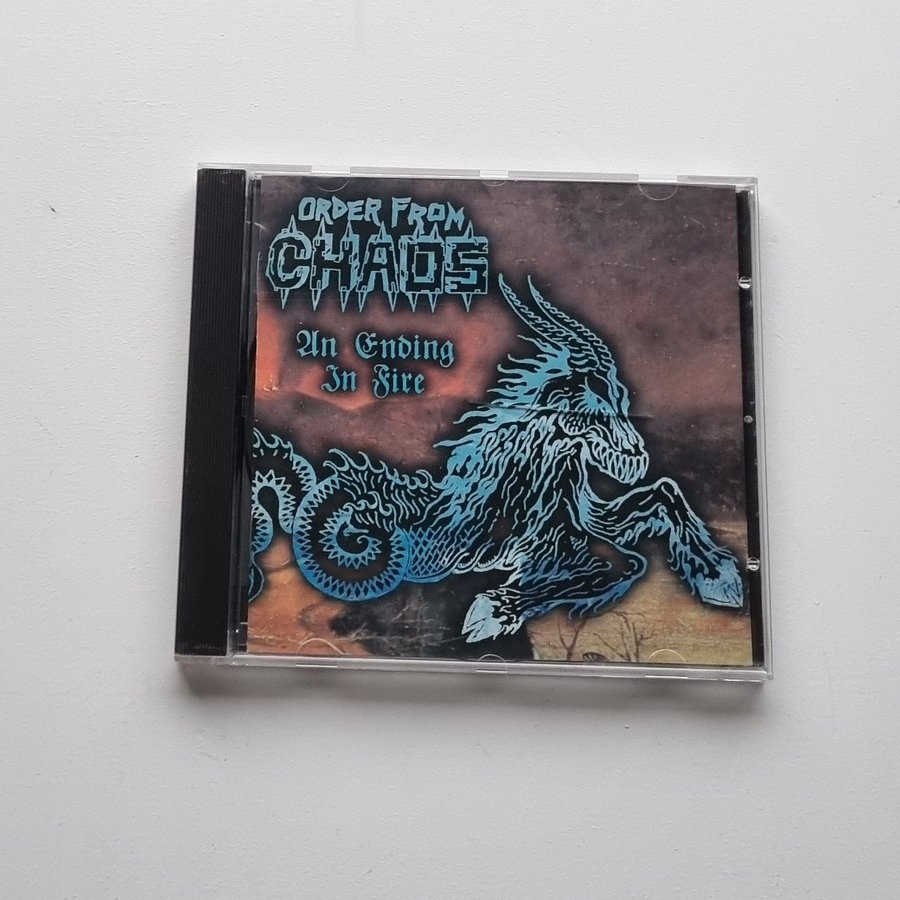 ORDER FROM
CHAOS
An Ending
In Fire